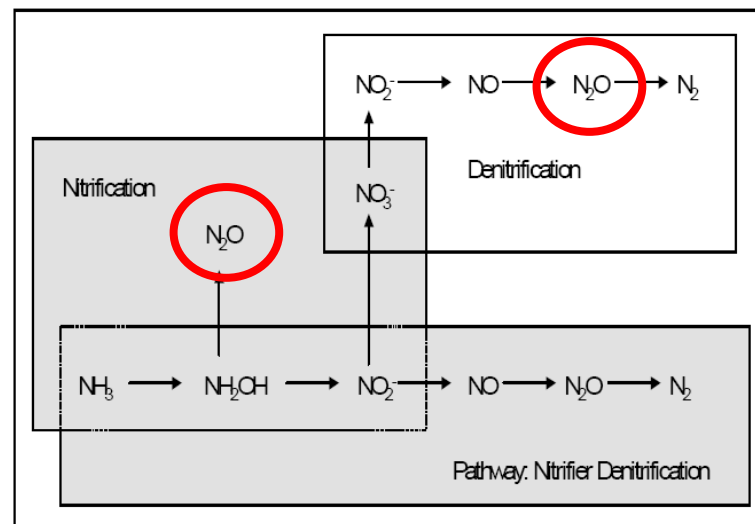 NO₂⁻ → NO → N₂O → N₂
Denitrification
Nitrification
NO₃⁻
N₂O
NH₃ → NH₂OH → NO₂⁻ → NO → N₂O → N₂
Pathway: Nitrifier Denitrification